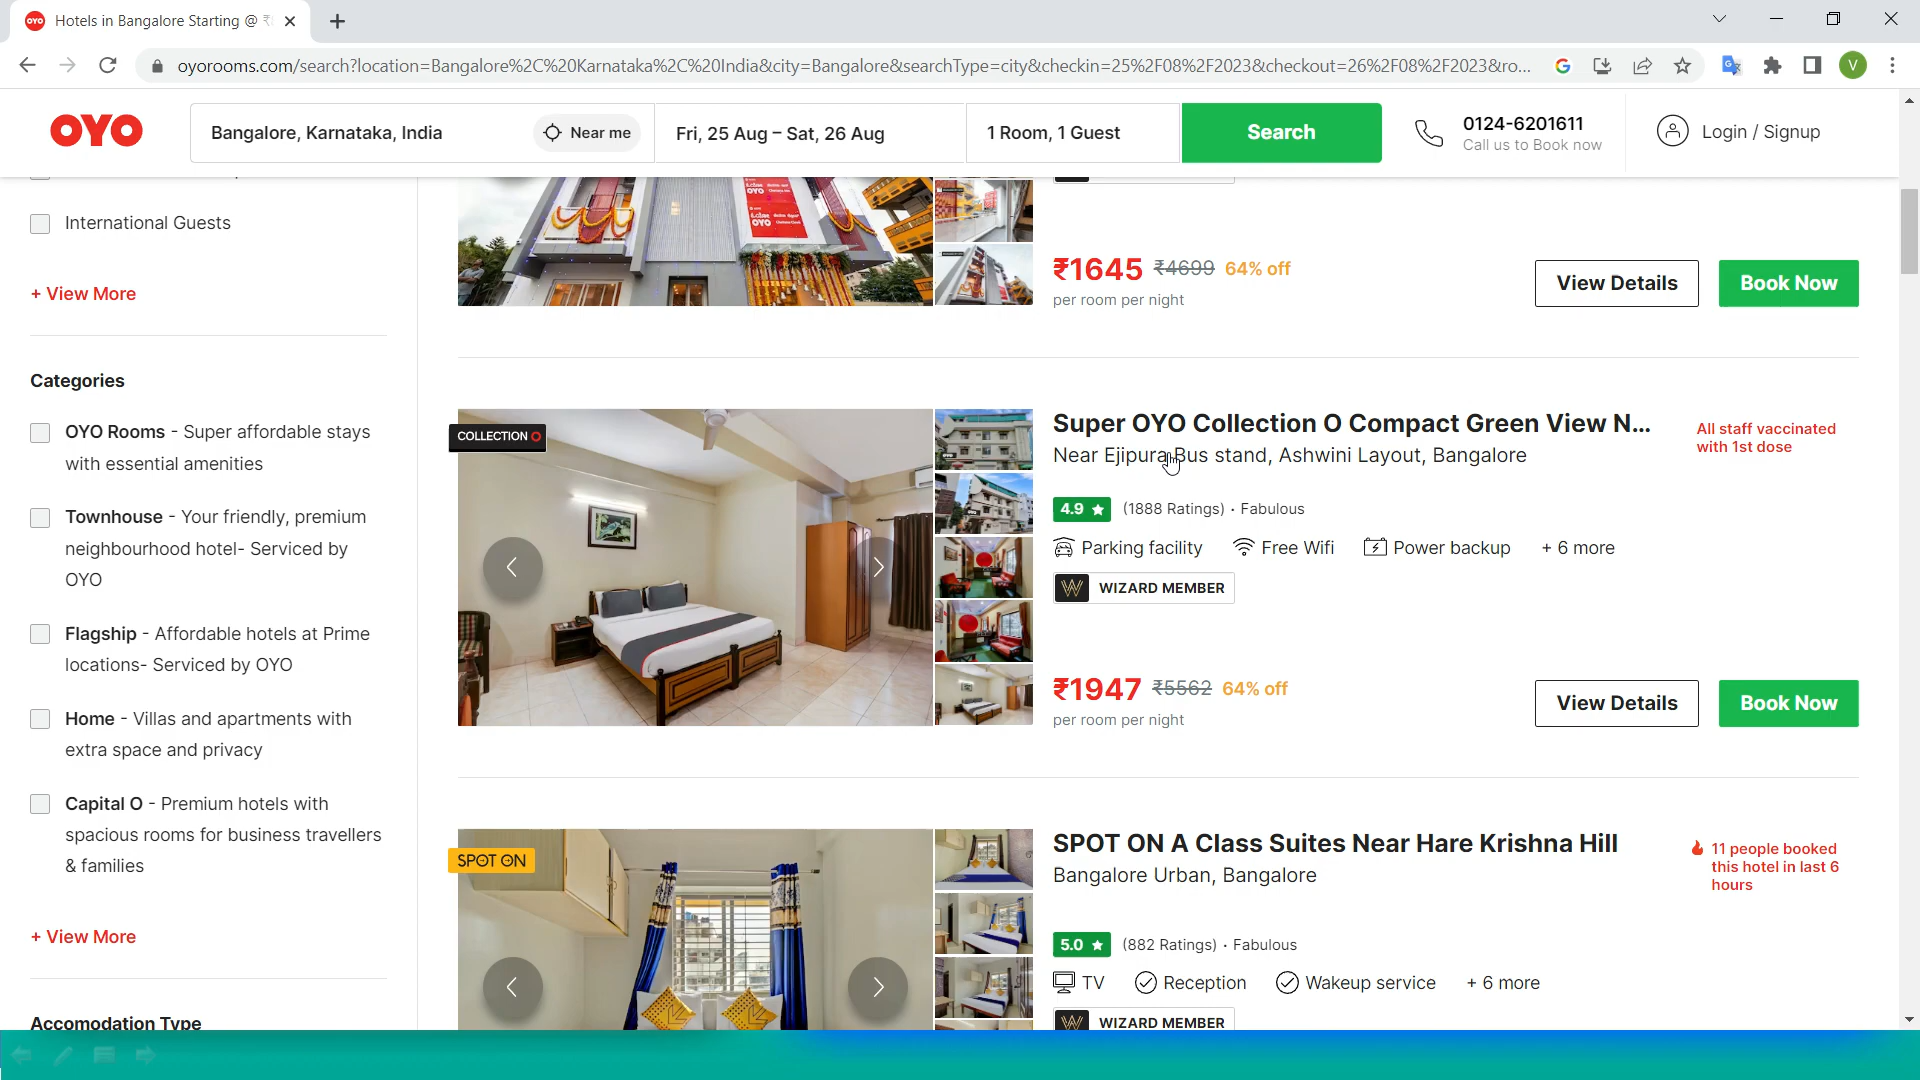 Hotels in Bangalore Starting @ ₹
oyorooms.com/search?location=Bangalore%2C%20Karnataka%2C%20India&city=Bangalore&searchType=city&checkin=25%2F08%2F2023&checkout=26%2F08%2F2023&ro...
V
OYO
Bangalore, Karnataka, India
Near me
Fri, 25 Aug – Sat, 26 Aug
1 Room, 1 Guest
Search
0124-6201611
Call us to Book now
Login / Signup
International Guests
+ View More
₹1645 ₹4699 64% off
per room per night
View Details
Book Now
Categories
OYO Rooms - Super affordable stays
with essential amenities
Townhouse - Your friendly, premium
neighbourhood hotel- Serviced by
OYO
Flagship - Affordable hotels at Prime
locations- Serviced by OYO
Home - Villas and apartments with
extra space and privacy
Capital O - Premium hotels with
spacious rooms for business travellers
& families
+ View More
Accomodation Type
COLLECTION O
Super OYO Collection O Compact Green View N...
Near Ejipura Bus stand, Ashwini Layout, Bangalore
All staff vaccinated
with 1st dose
4.9 ★ (1888 Ratings) · Fabulous
Parking facility Free Wifi Power backup + 6 more
WIZARD MEMBER
₹1947 ₹5562 64% off
per room per night
View Details
Book Now
SPOT ON
SPOT ON A Class Suites Near Hare Krishna Hill
Bangalore Urban, Bangalore
11 people booked
this hotel in last 6
hours
5.0 ★ (882 Ratings) · Fabulous
TV Reception Wakeup service + 6 more
WIZARD MEMBER